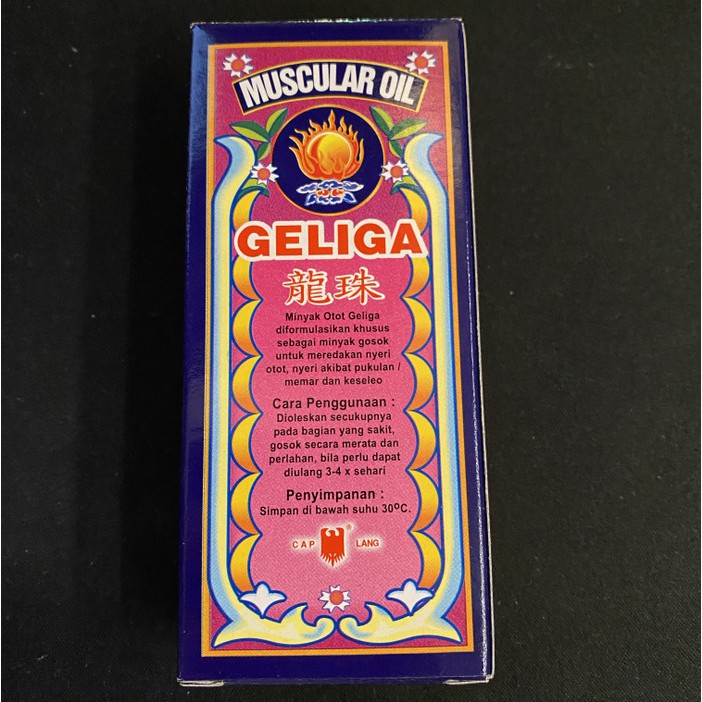 MUSCULAR OIL
GELIGA
龍珠
Minyak Otot Geliga
diformulasikan khusus
sebagai minyak gosok
untuk meredakan nyeri
otot, nyeri akibat pukulan /
memar dan keseleo
Cara Penggunaan :
Dioleskan secukupnya
pada bagian yang sakit,
gosok secara merata dan
perlahan, bila perlu dapat
diulang 3-4 x sehari
Penyimpanan :
Simpan di bawah suhu 30ºC.
CAP ® LANG